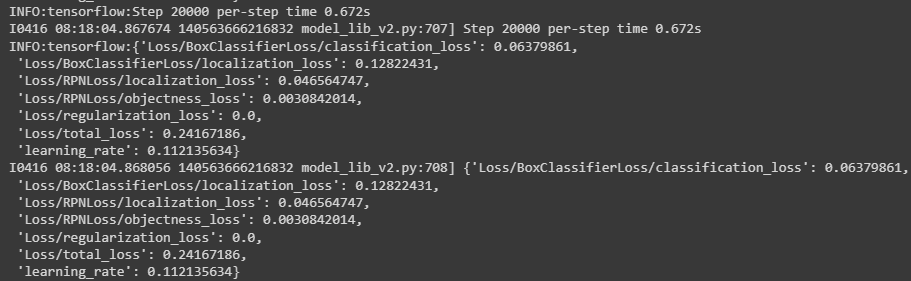 INFO:tensorflow:Step 20000 per-step time 0.672s
I0416 08:18:04.867674 140563666216832 model_lib_v2.py:707] Step 20000 per-step time 0.672s
INFO:tensorflow:{'Loss/BoxClassifierLoss/classification_loss': 0.06379861,
'Loss/BoxClassifierLoss/localization_loss': 0.12822431,
'Loss/RPNLoss/localization_loss': 0.046564747,
'Loss/RPNLoss/objectness_loss': 0.0030842014,
'Loss/regularization_loss': 0.0,
'Loss/total_loss': 0.24167186,
'learning_rate': 0.112135634}
I0416 08:18:04.868056 140563666216832 model_lib_v2.py:708] {'Loss/BoxClassifierLoss/classification_loss': 0.06379861,
'Loss/BoxClassifierLoss/localization_loss': 0.12822431,
'Loss/RPNLoss/localization_loss': 0.046564747,
'Loss/RPNLoss/objectness_loss': 0.0030842014,
'Loss/regularization_loss': 0.0,
'Loss/total_loss': 0.24167186,
'learning_rate': 0.112135634}